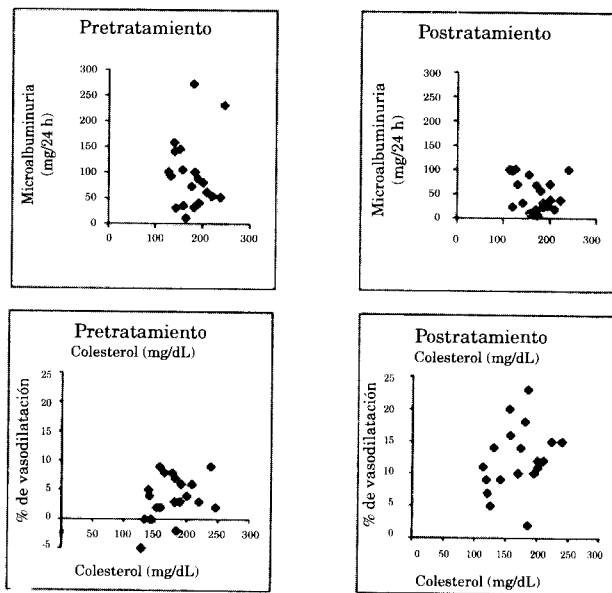 Pretratamiento
Microalbuminuria
(mg/24 h)
300
250
200
150
100
50
0
0 100 200 300
Postratamiento
Microalbuminuria
(mg/24 h)
300
250
200
150
100
50
0
0 100 200 300
Pretratamiento
Colesterol (mg/dL)
% de vasodilatación
25
20
15
10
5
0
-5
50 100 150 200 250 300
Colesterol (mg/dL)
Postratamiento
Colesterol (mg/dL)
% de vasodilatación
25
20
15
10
5
0
0 50 100 150 200 250 300
Colesterol (mg/dL)